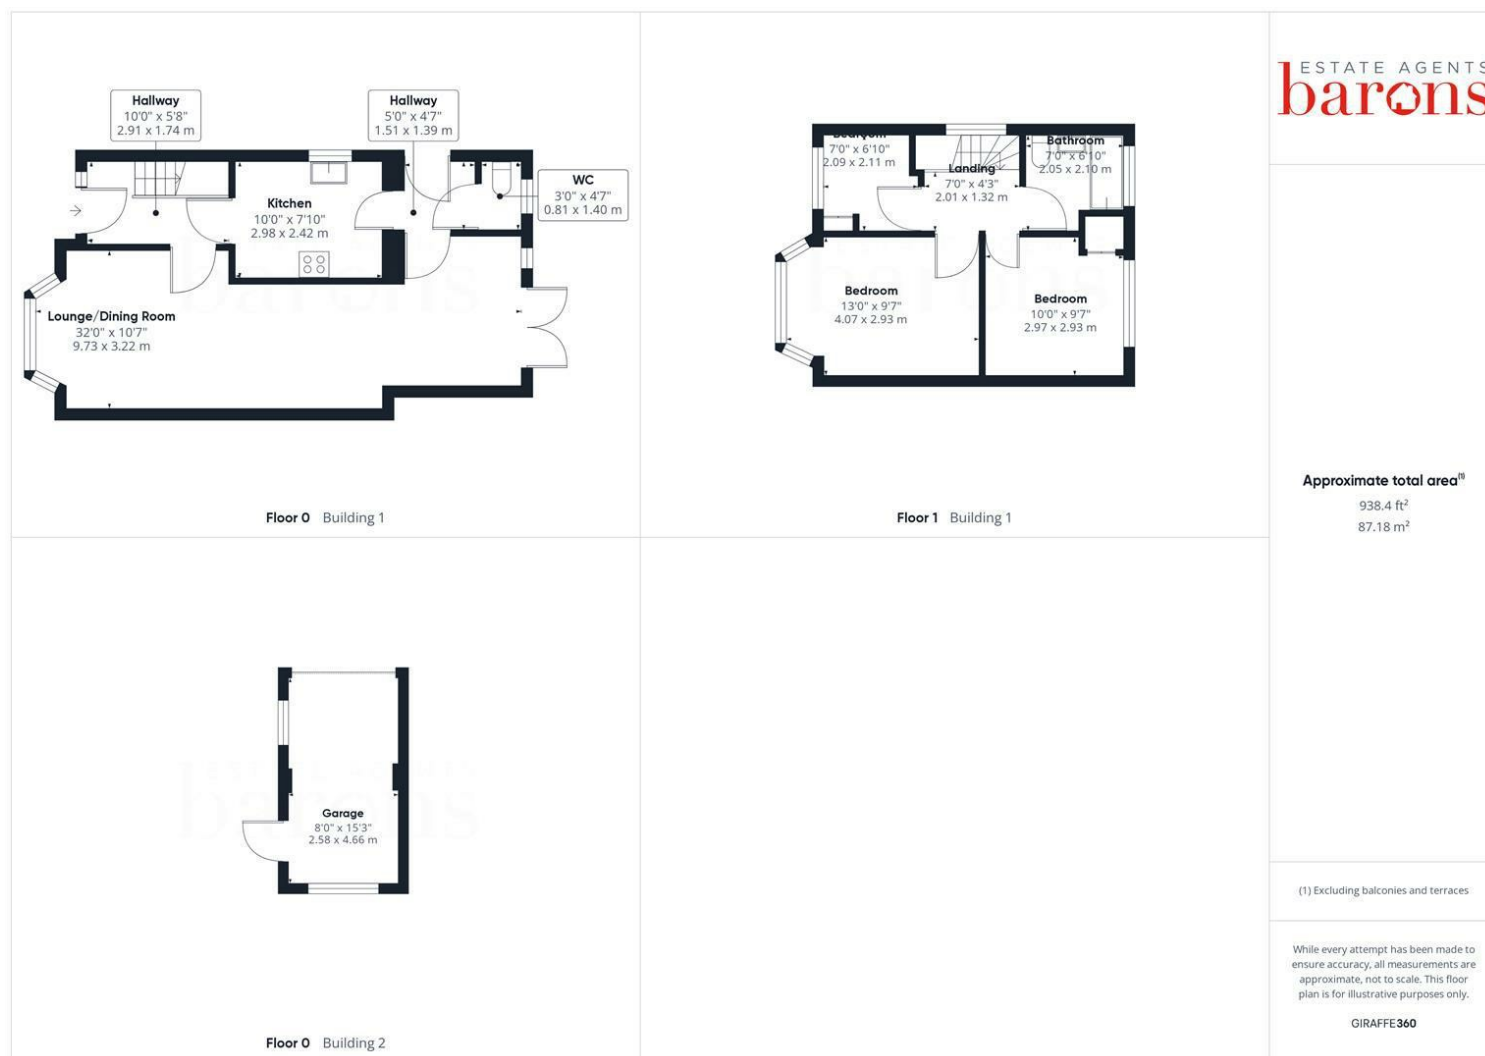 Hallway
10'0" x 5'8"
2.91 x 1.74 m
Hallway
5'0" x 4'7"
1.51 x 1.39 m
WC
3'0" x 4'7"
0.81 x 1.40 m
Kitchen
10'0" x 7'10"
2.98 x 2.42 m
Lounge/Dining Room
32'0" x 10'7"
9.73 x 3.22 m
Floor 0 Building 1
Bedroom
7'0" x 6'10"
2.09 x 2.11 m
Landing
7'0" x 4'3"
2.01 x 1.32 m
Bathroom
7'0" x 6'10"
2.05 x 2.10 m
Bedroom
13'0" x 9'7"
4.07 x 2.93 m
Bedroom
10'0" x 9'7"
2.97 x 2.93 m
Floor 1 Building 1
ESTATE AGENTS
barons
Garage
8'0" x 15'3"
2.58 x 4.66 m
Floor 0 Building 2
ESTATE AGENTS
barons
Approximate total area(1)
938.4 ft²
87.18 m²
(1) Excluding balconies and terraces
While every attempt has been made to
ensure accuracy, all measurements are
approximate, not to scale. This floor
plan is for illustrative purposes only.
GIRAFFE360